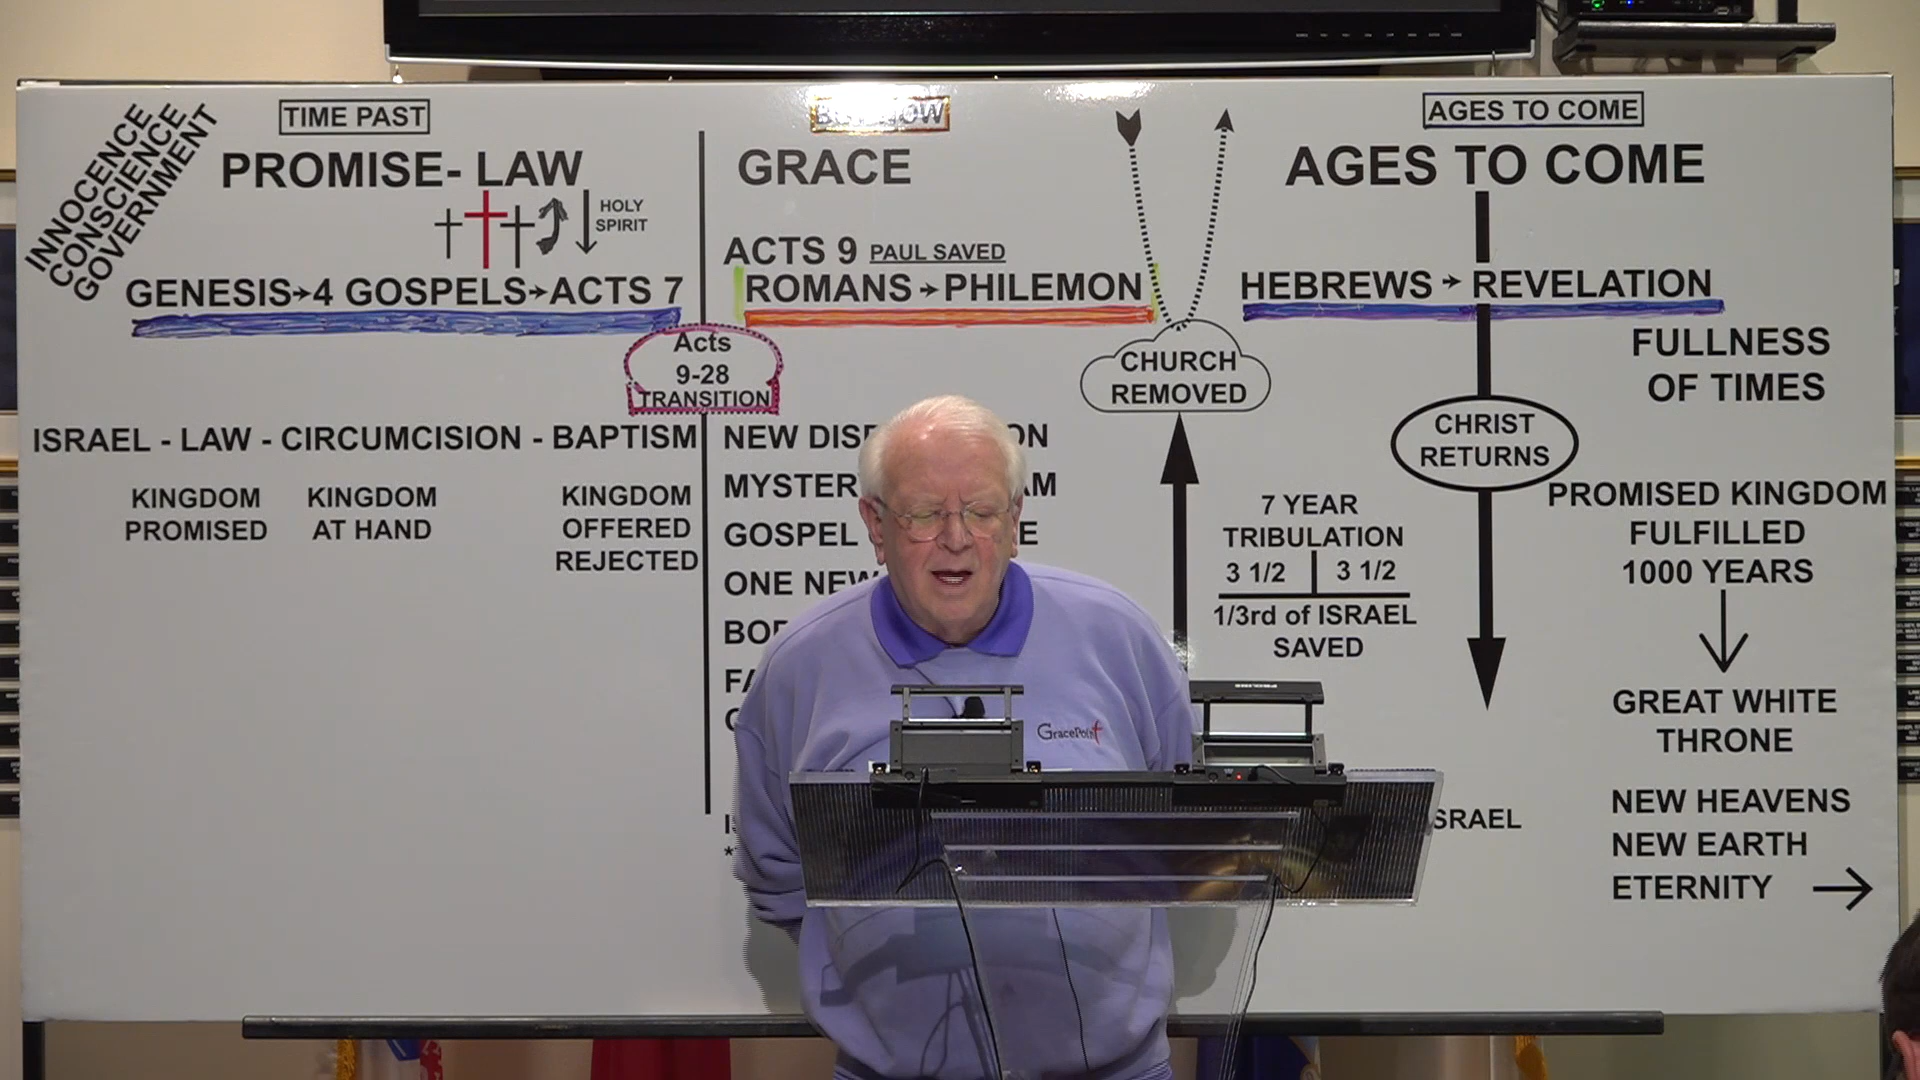 INNOCENCE
CONSCIENCE
GOVERNMENT
TIME PAST
PROMISE- LAW
HOLY
SPIRIT
GENESIS→4 GOSPELS→ACTS 7
Acts
9-28
TRANSITION
ISRAEL - LAW - CIRCUMCISION - BAPTISM
KINGDOM
PROMISED
KINGDOM
AT HAND
KINGDOM
OFFERED
REJECTED
GRACE
ACTS 9 PAUL SAVED
ROMANS→PHILEMON
CHURCH
REMOVED
NEW
GOSPEL
ONE NEW
7 YEAR
TRIBULATION
3 1/2 3 1/2
1/3rd of ISRAEL
SAVED
AGES TO COME
AGES TO COME
HEBREWS→REVELATION
FULLNESS
OF TIMES
CHRIST
RETURNS
PROMISED KINGDOM
FULFILLED
1000 YEARS
GREAT WHITE
THRONE
NEW HEAVENS
NEW EARTH
ETERNITY →
GracePoint